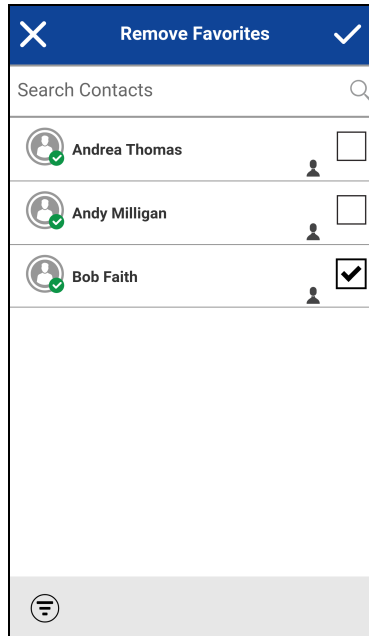 Remove Favorites
Search Contacts
Andrea Thomas
Andy Milligan
Bob Faith